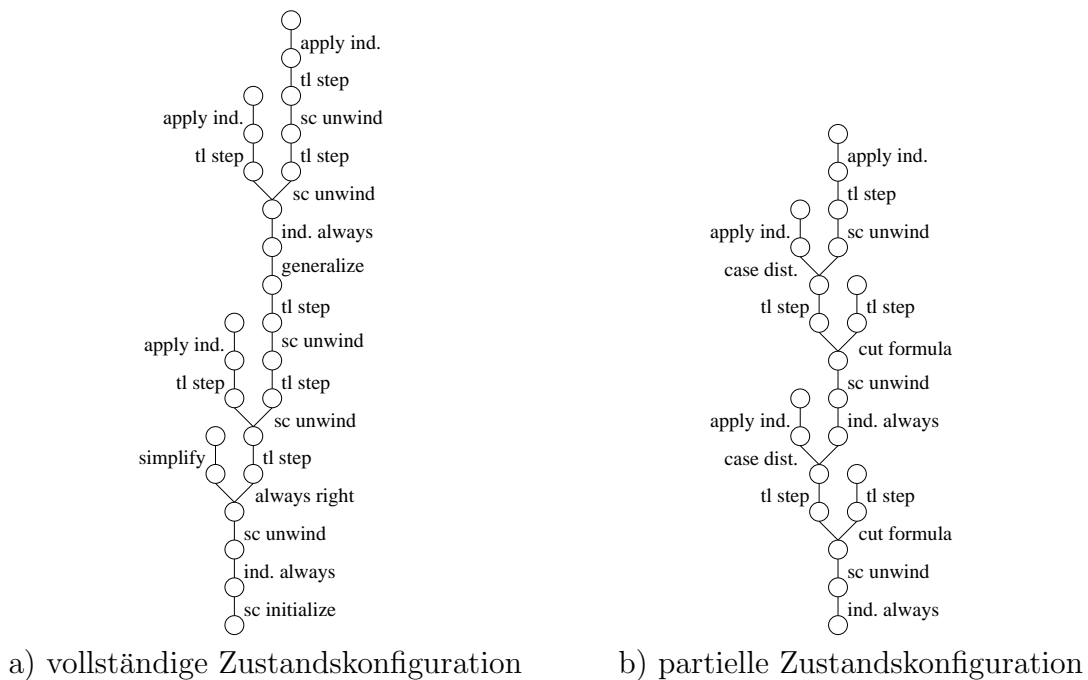 apply ind.
tl step
apply ind.
sc unwind
tl step
tl step
sc unwind
ind. always
generalize
tl step
apply ind.
sc unwind
tl step
tl step
sc unwind
simplify
tl step
always right
sc unwind
ind. always
sc initialize
apply ind.
tl step
apply ind.
sc unwind
case dist.
tl step
tl step
cut formula
sc unwind
apply ind.
ind. always
case dist.
tl step
tl step
cut formula
sc unwind
ind. always
a) vollständige Zustandskonfiguration
b) partielle Zustandskonfiguration